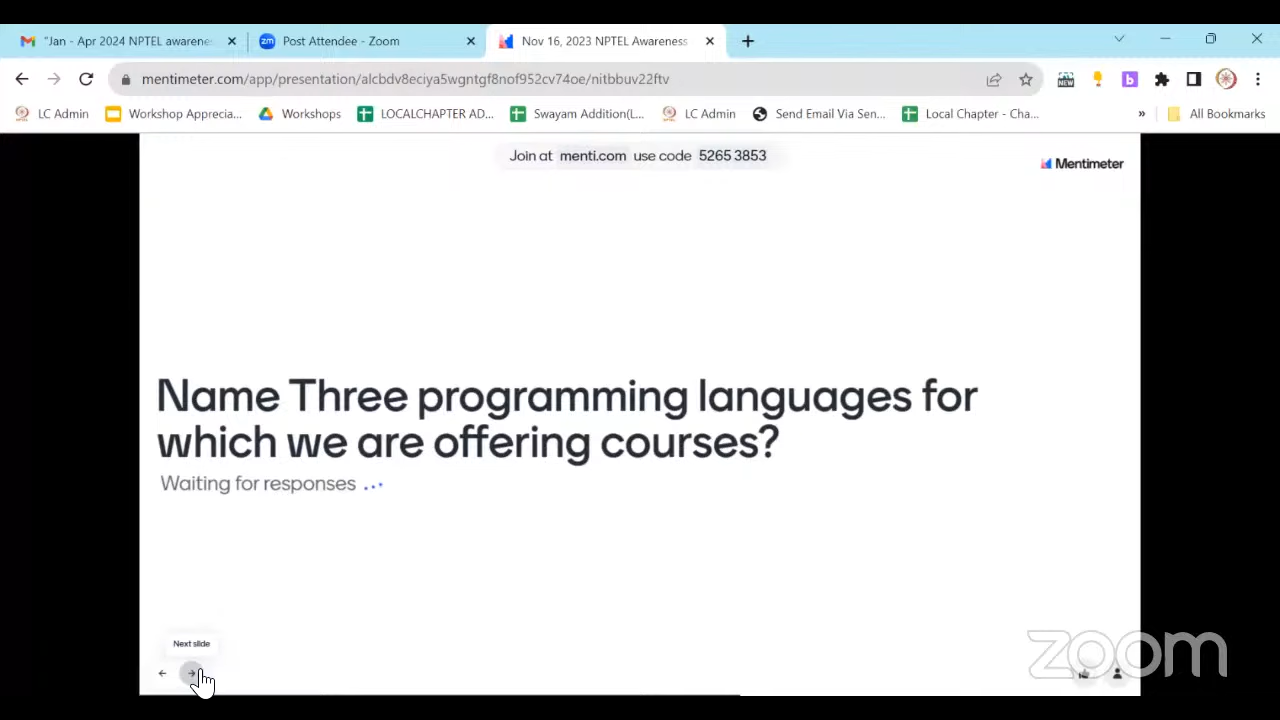 "Jan - Apr 2024 NPTEL awarene
Post Attendee - Zoom
Nov 16, 2023 NPTEL Awareness
mentimeter.com/app/presentation/alcbdv8eciya5wgntgf8nof952cv74oe/nitbbuv22ftv
NEW
LC Admin
Workshop Apprecia...
Workshops
LOCALCHAPTER AD...
Swayam Addition(L...
LC Admin
Send Email Via Sen...
Local Chapter - Cha...
»
All Bookmarks
Join at menti.com use code 5265 3853
Mentimeter
Name Three programming languages for
which we are offering courses?
Waiting for responses ...
Next slide
zoom